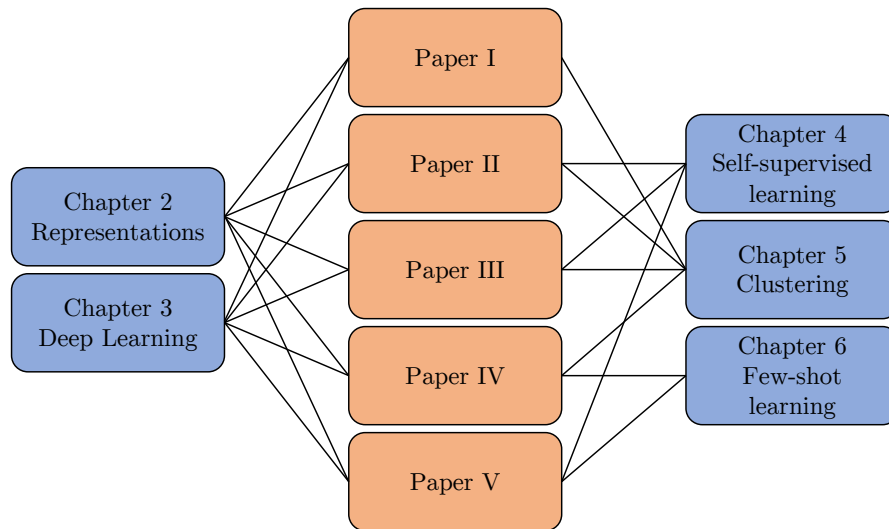 Chapter 2
Representations
Chapter 3
Deep Learning
Paper I
Paper II
Paper III
Paper IV
Paper V
Chapter 4
Self-supervised
learning
Chapter 5
Clustering
Chapter 6
Few-shot
learning